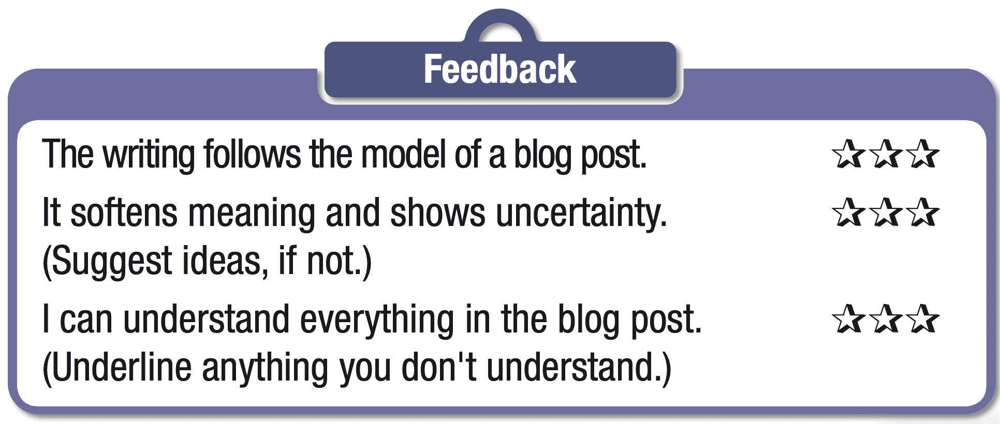 Feedback
The writing follows the model of a blog post. ☆☆☆
It softens meaning and shows uncertainty. ☆☆☆
(Suggest ideas, if not.)
I can understand everything in the blog post. ☆☆☆
(Underline anything you don't understand.)